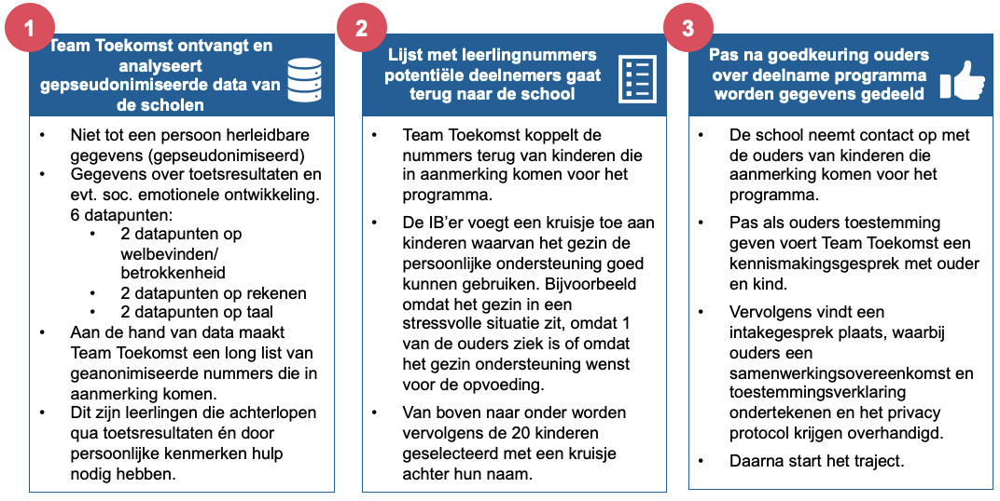 1
Team Toekomst ontvangt en
analyseert
gepseudonimiseerde data van
de scholen
• Niet tot een persoon herleidbare
gegevens (gepseudonimiseerd)
• Gegevens over toetsresultaten en
evt. soc. emotionele ontwikkeling.
6 datapunten:
• 2 datapunten op
welbevinden/
betrokkenheid
• 2 datapunten op rekenen
• 2 datapunten op taal
• Aan de hand van data maakt
Team Toekomst een long list van
geanonimiseerde nummers die in
aanmerking komen.
• Dit zijn leerlingen die achterlopen
qua toetsresultaten én door
persoonlijke kenmerken hulp
nodig hebben.
2
Lijst met leerlingnummers
potentiële deelnemers gaat
terug naar de school
• Team Toekomst koppelt de
nummers terug van kinderen die
in aanmerking komen voor het
programma.
• De IB'er voegt een kruisje toe aan
kinderen waarvan het gezin de
persoonlijke ondersteuning goed
kunnen gebruiken. Bijvoorbeeld
omdat het gezin in een
stressvolle situatie zit, omdat 1
van de ouders ziek is of omdat
het gezin ondersteuning wenst
voor de opvoeding.
• Van boven naar onder worden
vervolgens de 20 kinderen
geselecteerd met een kruisje
achter hun naam.
3
Pas na goedkeuring ouders
over deelname programma
worden gegevens gedeeld
• De school neemt contact op met
de ouders van kinderen die
aanmerking komen voor het
programma.
• Pas als ouders toestemming
geven voert Team Toekomst een
kennismakingsgesprek met ouder
en kind.
• Vervolgens vindt een
intakegesprek plaats, waarbij
ouders een
samenwerkingsovereenkomst en
toestemmingsverklaring
ondertekenen en het privacy
protocol krijgen overhandigd.
• Daarna start het traject.